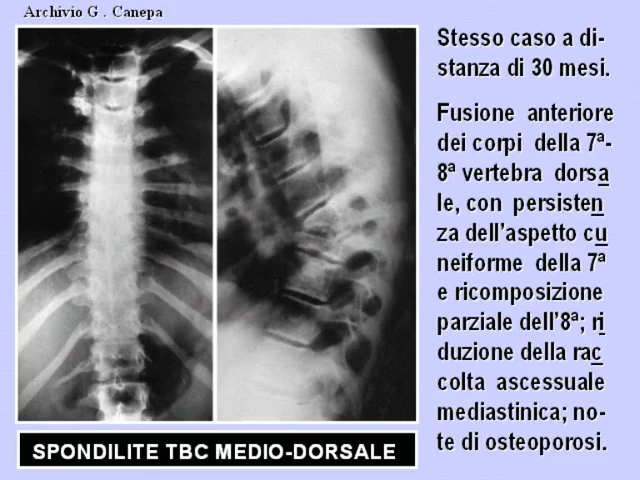 Archivio G . Canepa
Stesso caso a di-
stanza di 30 mesi.
Fusione anteriore
dei corpi della 7ª-
8ª vertebra dorsa
le, con persisten
za dell'aspetto cu
neiforme della 7ª
e ricomposizione
parziale dell'8ª; ri
duzione della rac
colta ascessuale
mediastinica; no-
te di osteoporosi.
SPONDILITE TBC MEDIO-DORSALE